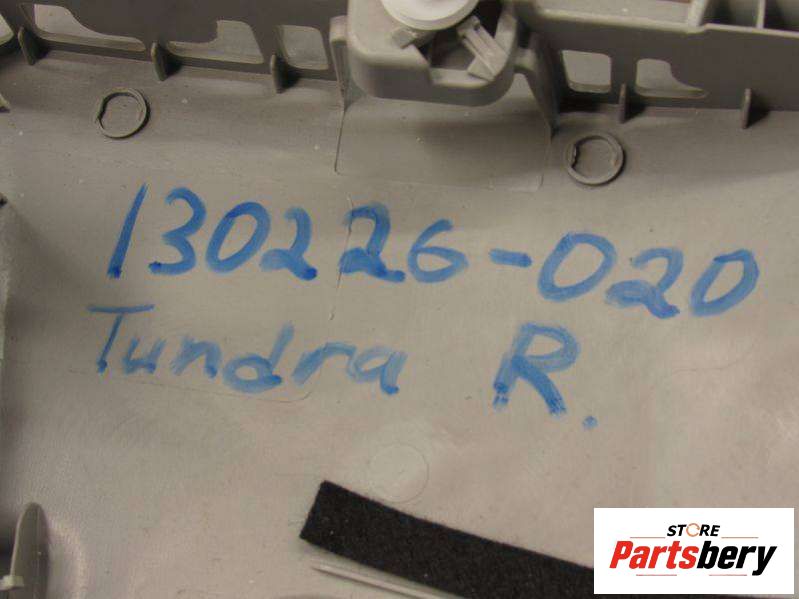 130226-020
Tundra R.
STORE
Partsbery